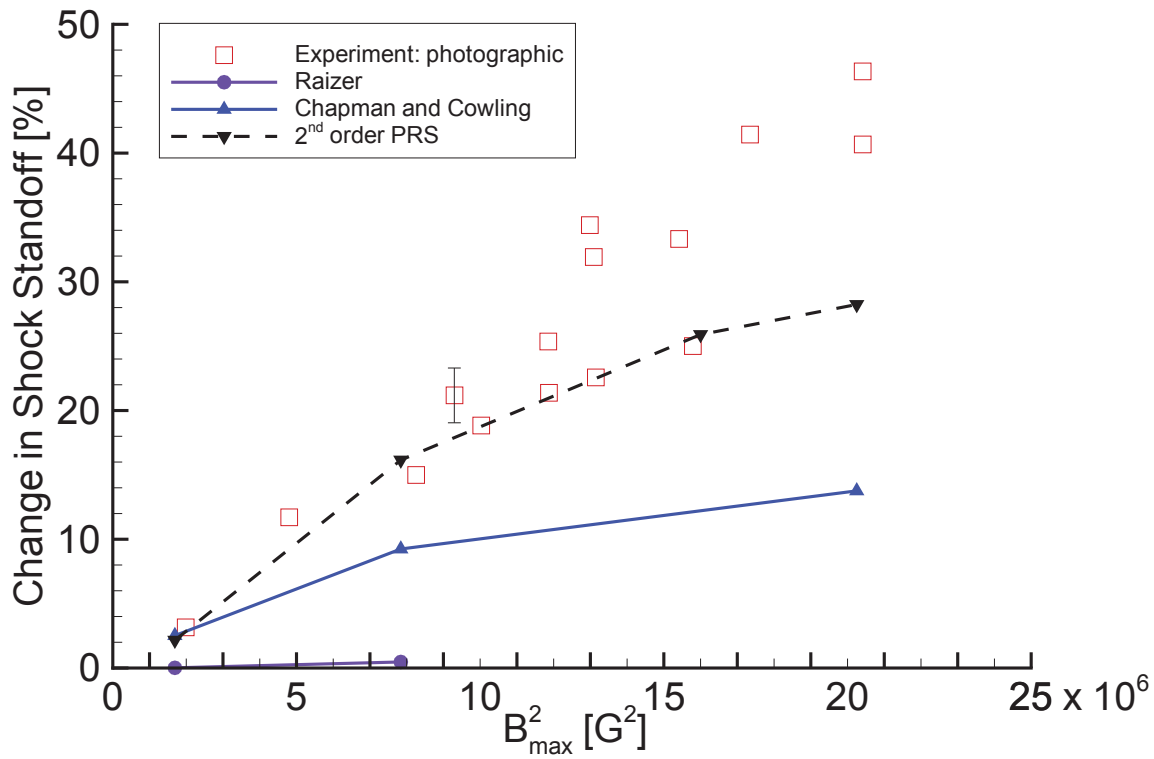 Change in Shock Standoff [%]
50
40
30
20
10
0
Experiment: photographic
Raizer
Chapman and Cowling
2nd order PRS
0 5 10 15 20 25 x 10^6
B^2_max [G^2]